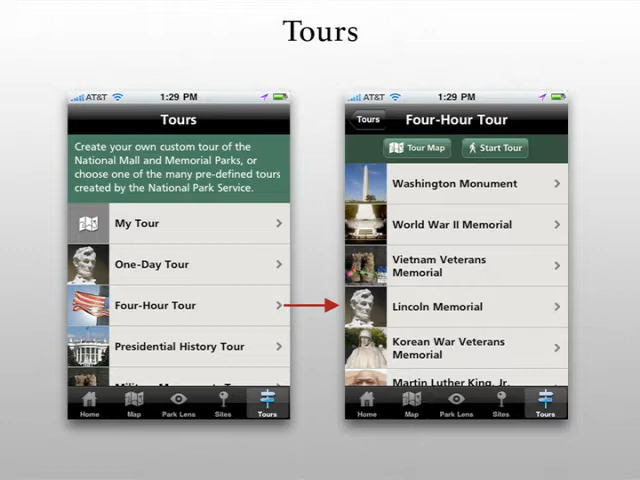 Tours
AT&T 1:29 PM
Tours
Create your own custom tour of the
National Mall and Memorial Parks, or
choose one of the many pre-defined tours
created by the National Park Service.
My Tour
One-Day Tour
Four-Hour Tour
Presidential History Tour
Home Map Park Lens Sites Tours
AT&T 1:29 PM
Tours Four-Hour Tour
Tour Map Start Tour
Washington Monument
World War II Memorial
Vietnam Veterans
Memorial
Lincoln Memorial
Korean War Veterans
Memorial
Martin Luther King, Jr.
Home Map Park Lens Sites Tours